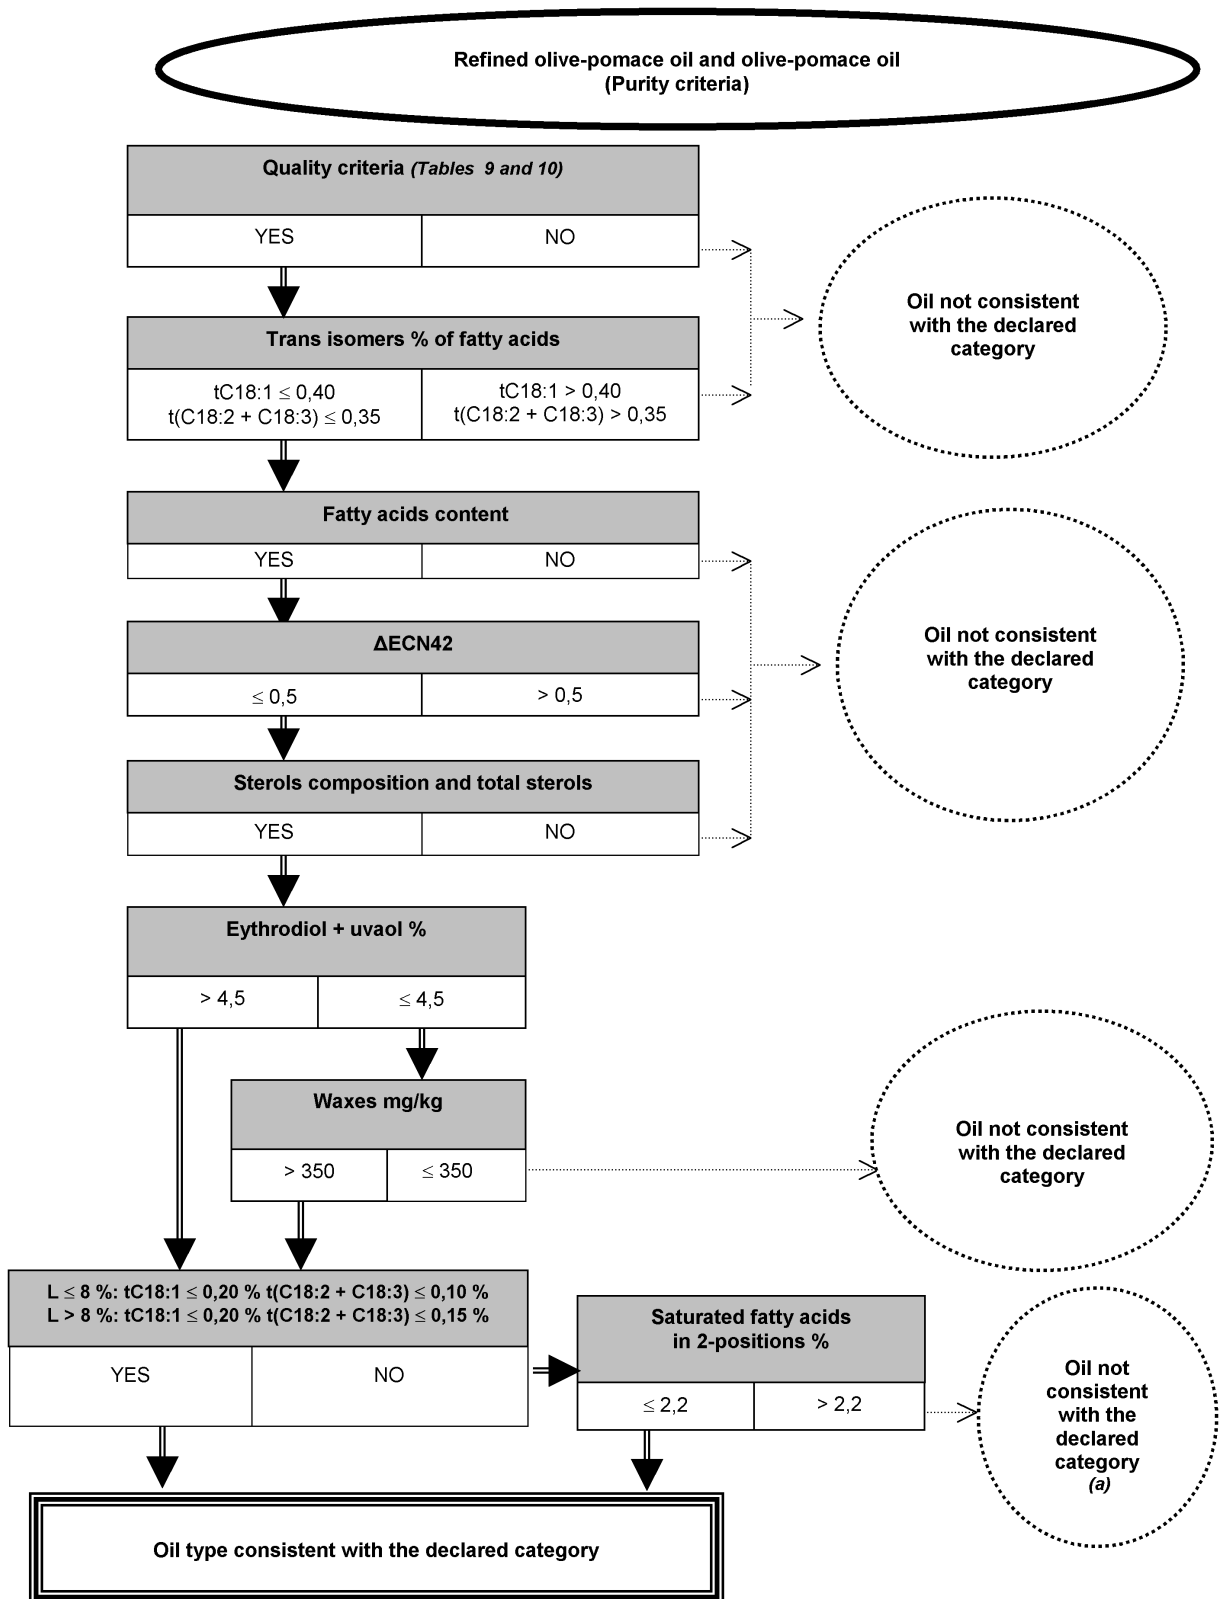 Refined olive-pomace oil and olive-pomace oil
(Purity criteria)
Quality criteria (Tables 9 and 10)
YES
NO
Oil not consistent
with the declared
category
Trans isomers % of fatty acids
tC18:1 ≤ 0,40
t(C18:2 + C18:3) ≤ 0,35
tC18:1 > 0,40
t(C18:2 + C18:3) > 0,35
Fatty acids content
YES
NO
Oil not consistent
with the declared
category
ΔECN42
≤ 0,5
> 0,5
Sterols composition and total sterols
YES
NO
Eythrodiol + uvaol %
> 4,5
≤ 4,5
Waxes mg/kg
> 350
≤ 350
Oil not consistent
with the declared
category
L ≤ 8 %: tC18:1 ≤ 0,20 % t(C18:2 + C18:3) ≤ 0,10 %
L > 8 %: tC18:1 ≤ 0,20 % t(C18:2 + C18:3) ≤ 0,15 %
YES
NO
Saturated fatty acids
in 2-positions %
≤ 2,2
> 2,2
Oil not
consistent
with the
declared
category
(a)
Oil type consistent with the declared category